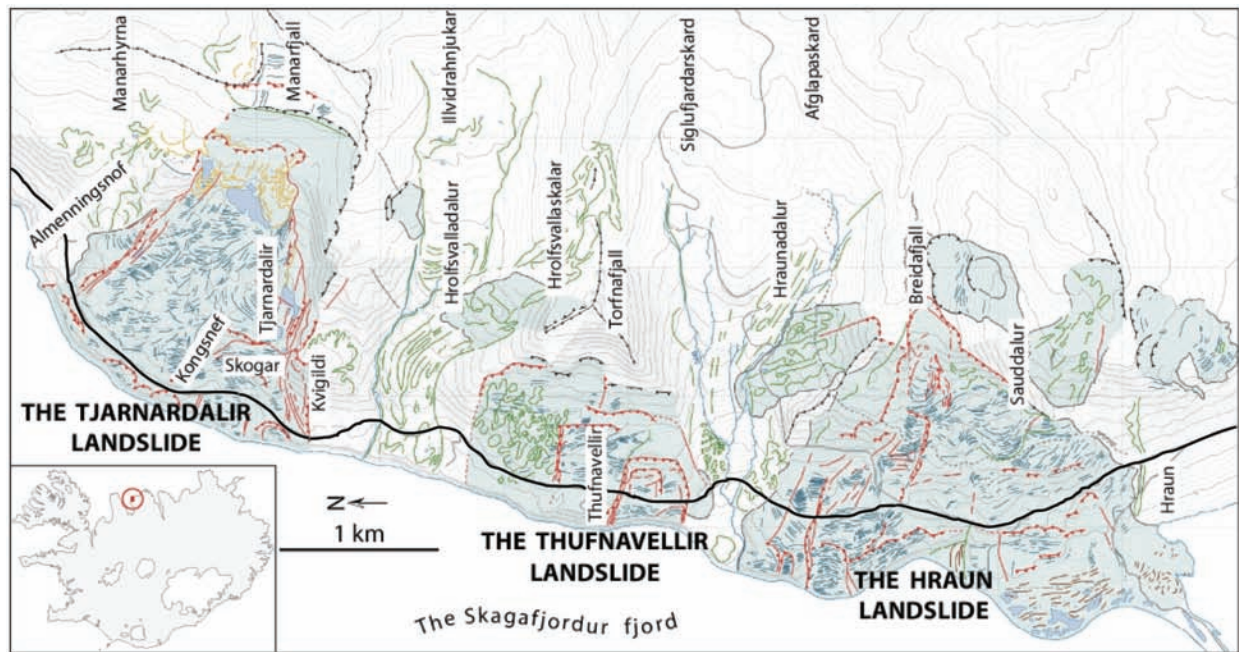 Manarhyrna
Manarfjall
Illvidrahnjukar
Siglufjardarskard
Afglapaskard
Almenningsnof
Hrolfsvalladalur
Hrolfsvallaskalar
Torfnafjall
Hraunadalur
Breidafjall
Tjarnardalir
Kongsnef
Skogar
Kvigildi
Sauddalur
THE TJARNARDALIR
LANDSLIDE
Thufnavellir
Hraun
N
1 km
THE THUFNAVELLIR
LANDSLIDE
THE HRAUN
LANDSLIDE
The Skagafjordur fjord